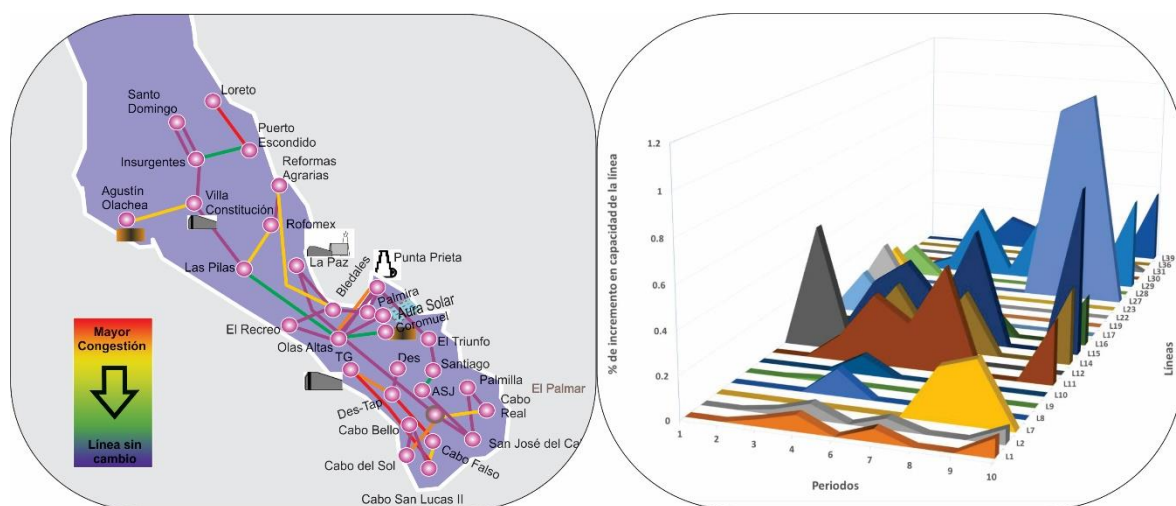 Santo
Domingo
Loreto
Puerto
Escondido
Insurgentes
Reformas
Agrarias
Agustín
Olachea
Villa
Constitución
Rofomex
La Paz
Punta Prieta
Las Pilas
Bledales
Palmira
Aura Solar
Coromuel
El Recreo
Olas Altas
El Triunfo
TG
Des
Santiago
Palmilla
El Palmar
ASJ
Des-Tap
Cabo
Real
Cabo Bello
San José del Ca
Cabo Falso
Cabo del Sol
Cabo San Lucas II
Mayor
Congestión
Línea sin
cambio
% de incremento en capacidad de la línea
1.2
1
0.8
0.6
0.4
0.2
0
1
2
3
4
6
7
8
9
10
Periodos
Líneas
L39
L36
L31
L30
L29
L28
L27
L23
L22
L19
L17
L16
L15
L14
L12
L11
L10
L9
L8
L7
L2
L1